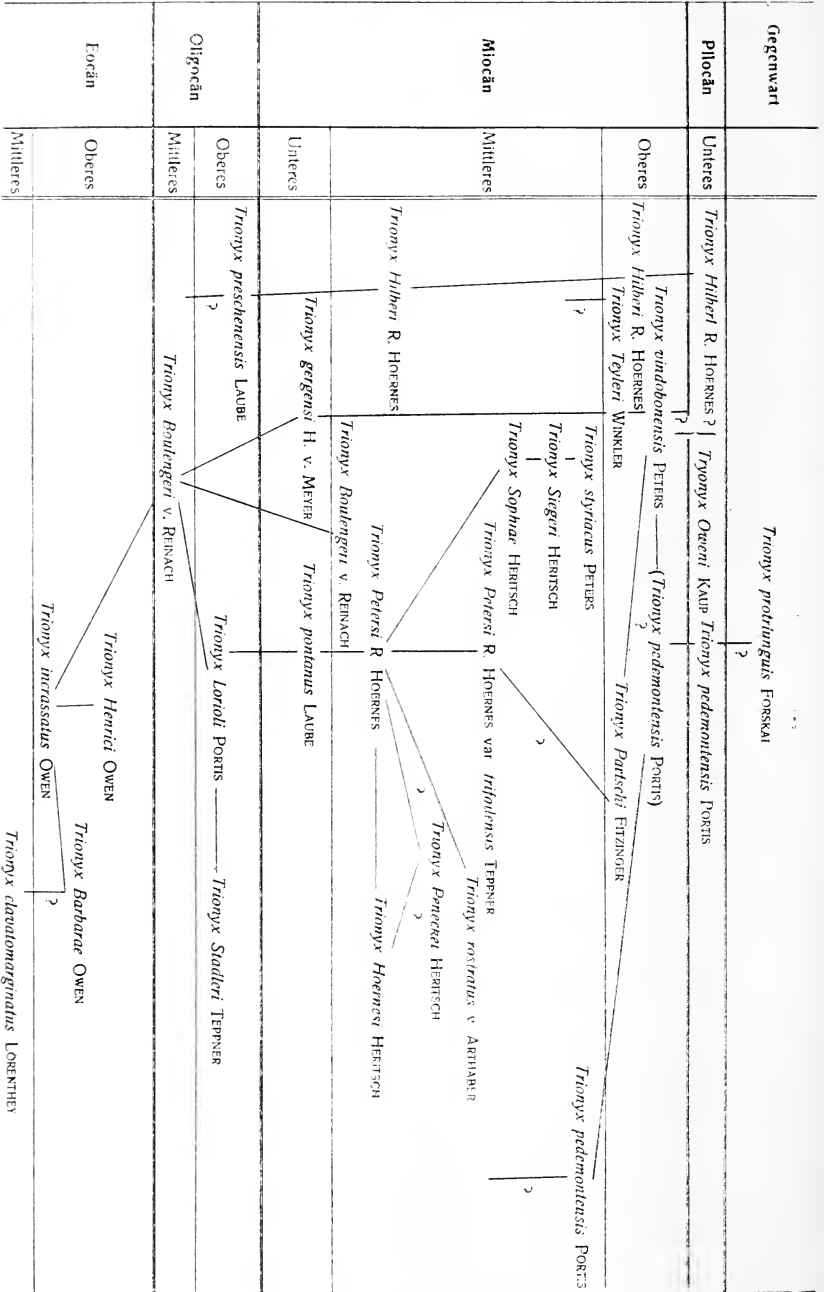 Gegenwart
Trionyx protriunguis FORSKAI
?
Pliocän
Unteres
Trionyx Hilberi R. HOERNES ?
Tryonyx Oweni KAUP
Trionyx pedemontensis PORTIS
Miocän
Oberes
Trionyx vindobonensis PETERS
(Trionyx pedemontensis PORTIS)
?
?
Trionyx Hilberi R. HOERNES
Trionyx Teyleri WINKLER
Trionyx Partschi FITZINGER
?
Mittleres
Trionyx pedemontensis PORTIS
?
Trionyx styriacus PETERS
Trionyx Siegeri HERITSCH
Trionyx Sophiae HERITSCH
Trionyx Petersi R. HOERNES var trifailensis TEPPNER
?
Trionyx rostratus v ARTHABER
Trionyx Peneckei HERITSCH
?
?
Trionyx Hilberi R. HOERNES
Trionyx Petersi R HOERNES
Trionyx Hoernesi HERITSCH
Unteres
Trionyx Boulengeri v. REINACH
Trionyx gergensi H. v. MEYER
Trionyx pontanus LAUBE
Oligocän
Oberes
Trionyx preschenensis LAUBE
?
Trionyx Lorioli PORTIS
Trionyx Stadleri TEPPNER
Mittleres
Trionyx Boulengeri v. REINACH
Eocän
Oberes
Trionyx Henrici OWEN
Trionyx Barbarae OWEN
Trionyx incrassatus OWEN
?
Mittleres
Trionyx clavatomarginatus LORENTHEY